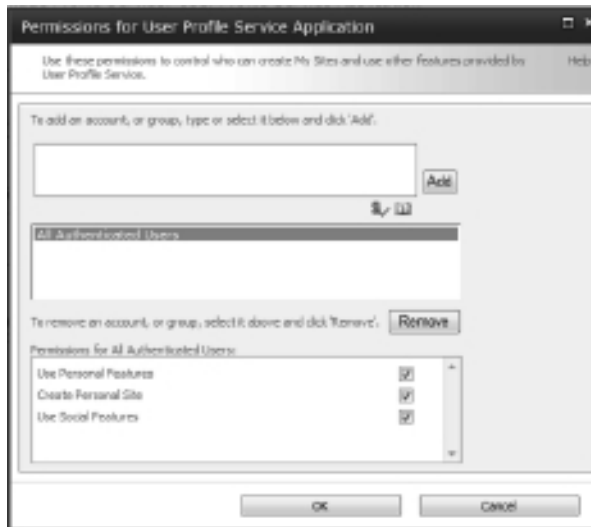 Permissions for User Profile Service Application
Use these permissions to control who can create My Sites and use other features provided by
User Profile Service.
Help
To add an account, or group, type or select it below and click 'Add'.
Add
All Authenticated Users
To remove an account, or group, select it above and click 'Remove'.
Remove
Permissions for All Authenticated Users:
Use Personal Features
Create Personal Site
Use Social Features
OK
Cancel